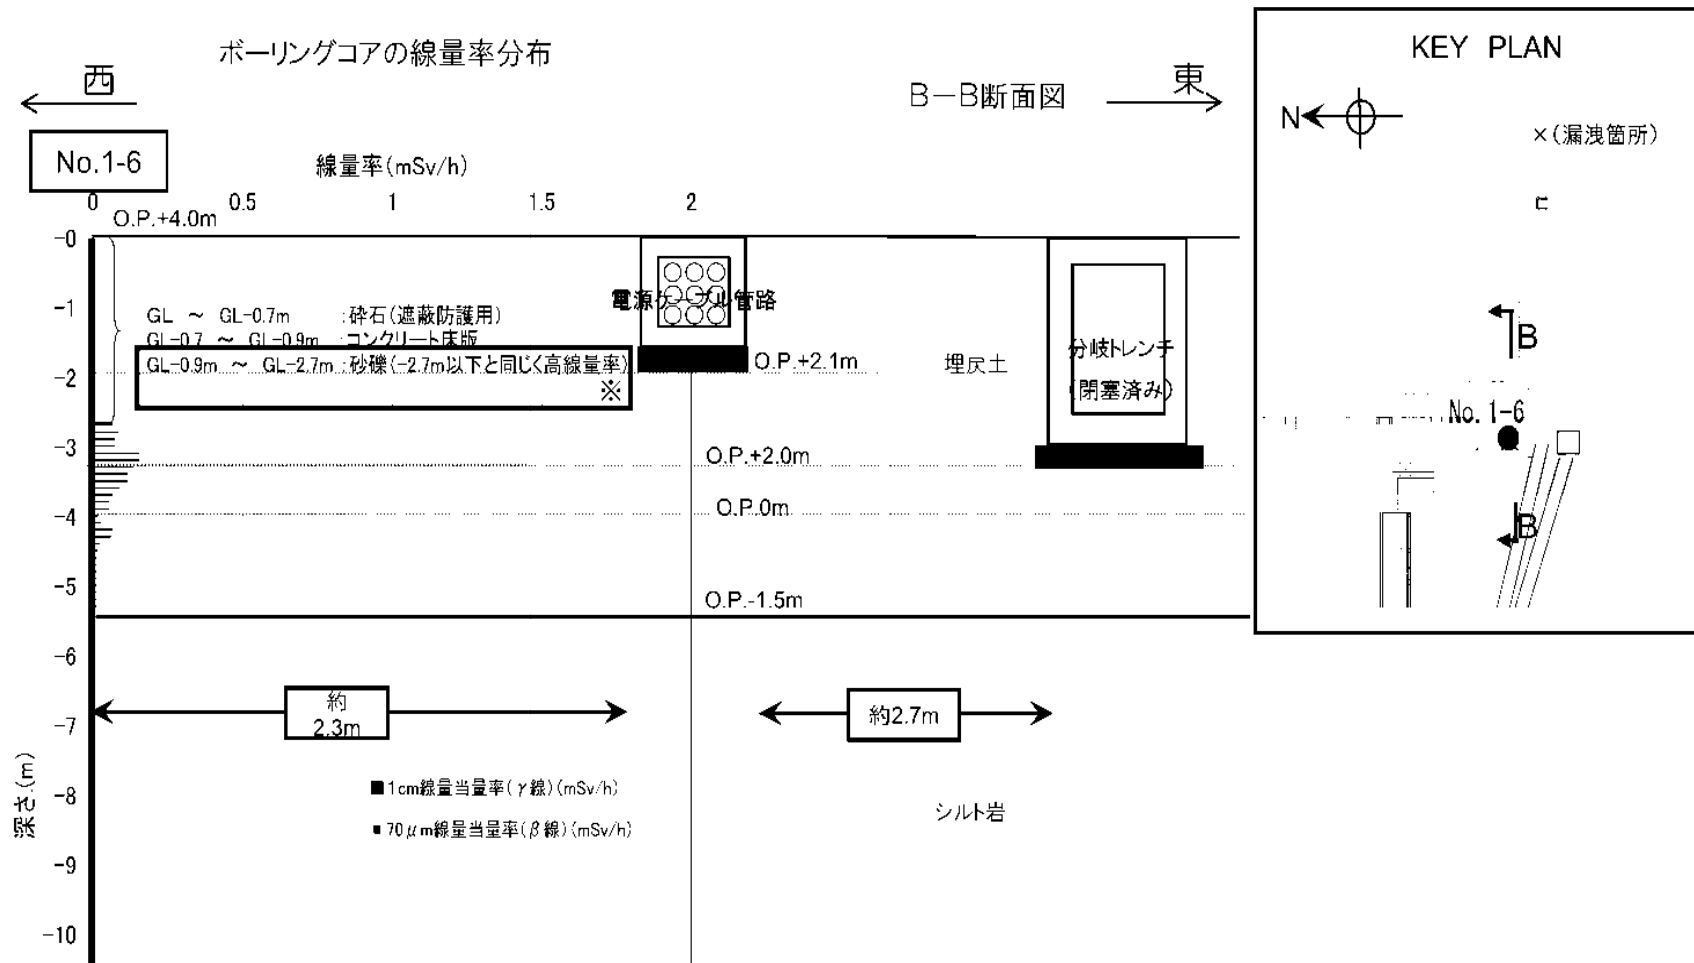 ボーリングコアの線量率分布
西
B－B断面図
東
No.1-6
線量率(mSv/h)
0
0.5
1
1.5
2
O.P.+4.0m
-0
-1
-2
-3
-4
-5
-6
-7
-8
-9
-10
深さ(m)
GL ～ GL-0.7m :砕石(遮蔽防護用)
GL-0.7 ～ GL-0.9m :コンクリート床版
GL-0.9m ～ GL-2.7m :砂礫(-2.7m以下と同じく高線量率)
※
電源ケーブル管路
O.P.+2.1m
埋戻土
分岐トレンチ
(閉塞済み)
O.P.+2.0m
O.P.0m
O.P.-1.5m
約
2.3m
約2.7m
■1cm線量当量率(γ線)(mSv/h)
■70μm線量当量率(β線)(mSv/h)
シルト岩
KEY PLAN
N
×(漏洩箇所)
B
No.1-6
B